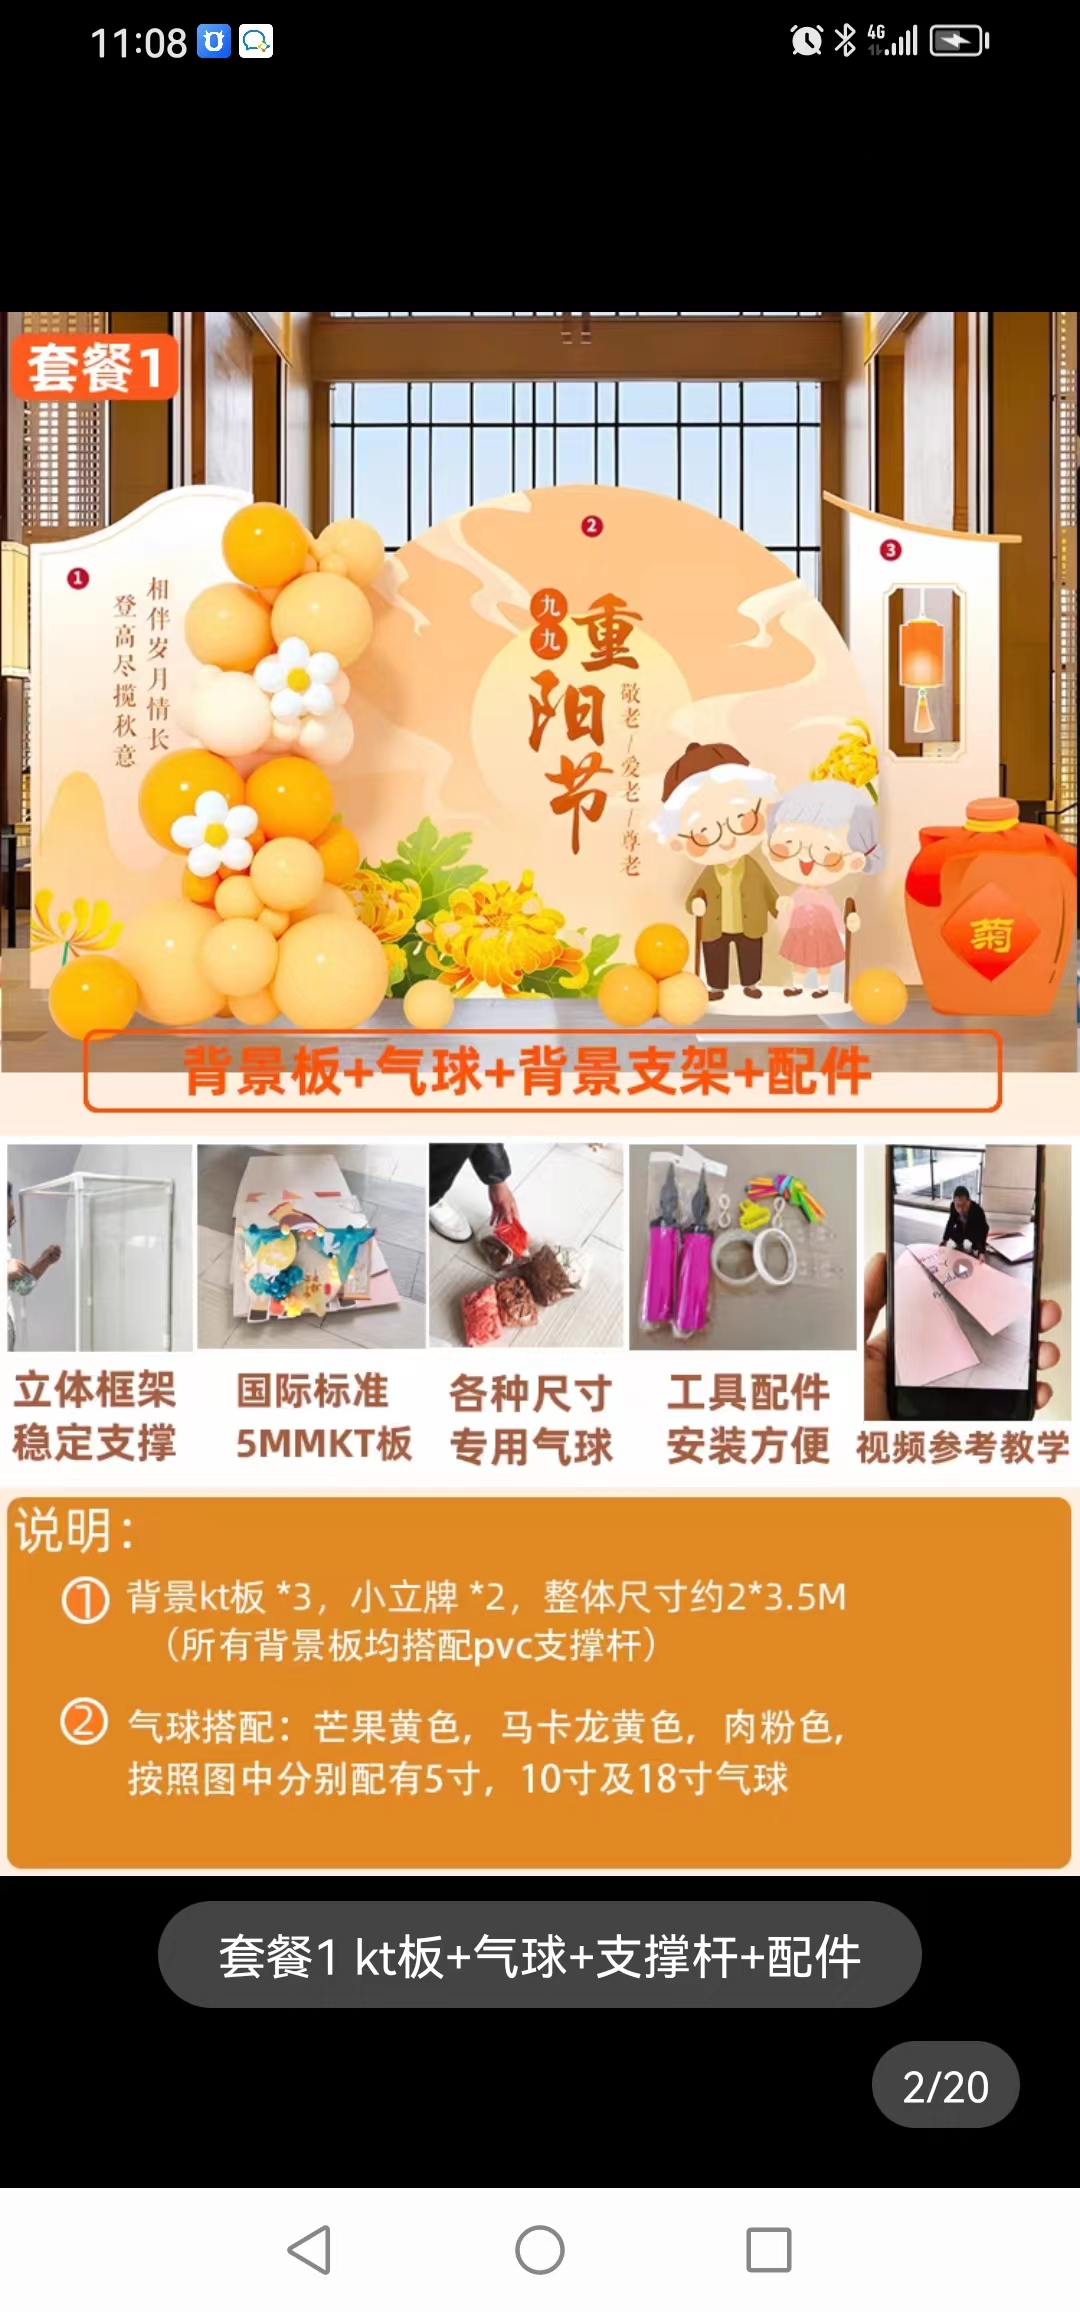 11:08
4G
套餐1
1
2
3
相伴岁月情长
登高尽揽秋意
九九
重阳节
敬老/爱老/尊老
菊
背景板+气球+背景支架+配件
立体框架
稳定支撑
国际标准
5MMKT板
各种尺寸
专用气球
工具配件
安装方便
视频参考教学
说明：
① 背景kt板 *3，小立牌 *2，整体尺寸约2*3.5M
（所有背景板均搭配pvc支撑杆）
② 气球搭配：芒果黄色，马卡龙黄色，肉粉色，
按照图中分别配有5寸，10寸及18寸气球
套餐1 kt板+气球+支撑杆+配件
2/20